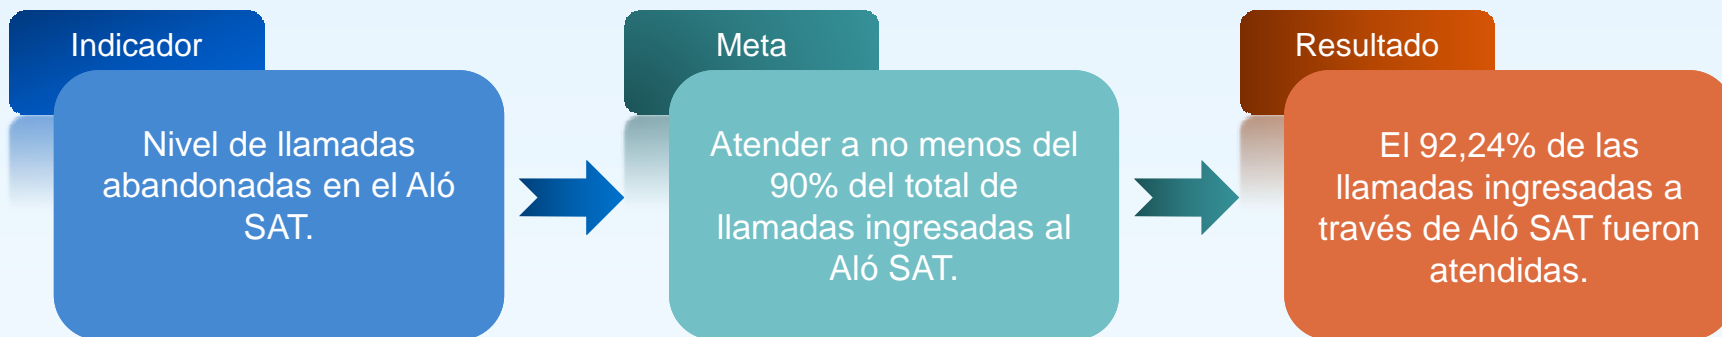 Indicador
Nivel de llamadas
abandonadas en el Aló
SAT.
Meta
Atender a no menos del
90% del total de
llamadas ingresadas al
Aló SAT.
Resultado
El 92,24% de las
llamadas ingresadas a
través de Aló SAT fueron
atendidas.